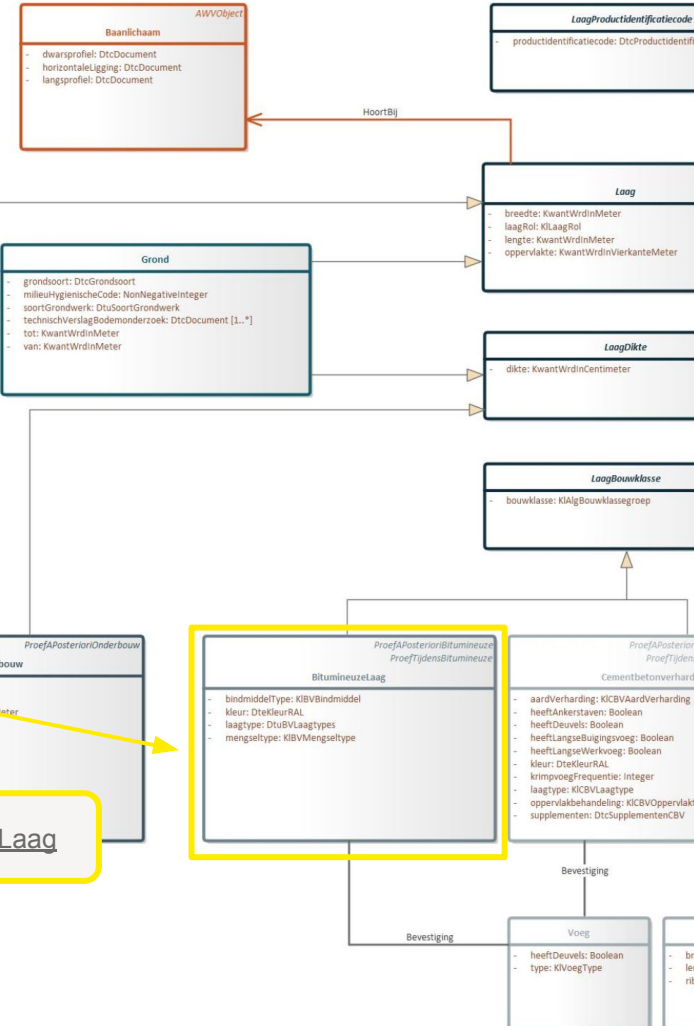 AWVObject
Baanlichaam
- dwarsprofiel: DtcDocument
- horizontaleLigging: DtcDocument
- langsprofiel: DtcDocument
LaagProductidentificatiecode
- productidentificatiecode: DtcProductidentifi
HoortBij
Laag
- breedte: KwantWrdInMeter
- laagRol: KlLaagRol
- lengte: KwantWrdInMeter
- oppervlakte: KwantWrdInVierkanteMeter
Grond
- grondsoort: DtcGrondsoort
- milieuHygienischeCode: NonNegativeInteger
- soortGrondwerk: DtuSoortGrondwerk
- technischVerslagBodemonderzoek: DtcDocument [1..*]
- tot: KwantWrdInMeter
- van: KwantWrdInMeter
LaagDikte
- dikte: KwantWrdInCentimeter
LaagBouwklasse
- bouwklasse: KlAlgBouwklassegroep
ProefAPosterioriOnderbouw
bouw
eter
Laag
ProefAPosterioriBitumineuze
ProefTijdensBitumineuze
BitumineuzeLaag
- bindmiddelType: KlBVBindmiddel
- kleur: DteKleurRAL
- laagtype: DtuBVLaagtypes
- mengseltype: KlBVMengseltype
ProefAPosterior
ProefTijden
Cementbetonverhard
- aardVerharding: KlCBVAardVerharding
- heeftAnkerstaven: Boolean
- heeftDeuvels: Boolean
- heeftLangseBuigingsvoeg: Boolean
- heeftLangseWerkvoeg: Boolean
- kleur: DteKleurRAL
- krimpvoegFrequentie: Integer
- laagtype: KlCBVLaagtype
- oppervlakbehandeling: KlCBVOppervlakt
- supplementen: DtcSupplementenCBV
Bevestiging
Bevestiging
Voeg
- heeftDeuvels: Boolean
- type: KlVoegType
- br
- le
- ri